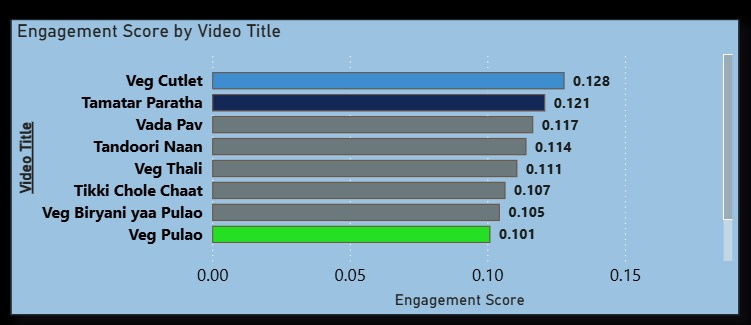 Engagement Score by Video Title
Video Title
Veg Cutlet 0.128
Tamatar Paratha 0.121
Vada Pav 0.117
Tandoori Naan 0.114
Veg Thali 0.111
Tikki Chole Chaat 0.107
Veg Biryani yaa Pulao 0.105
Veg Pulao 0.101
0.00 0.05 0.10 0.15
Engagement Score